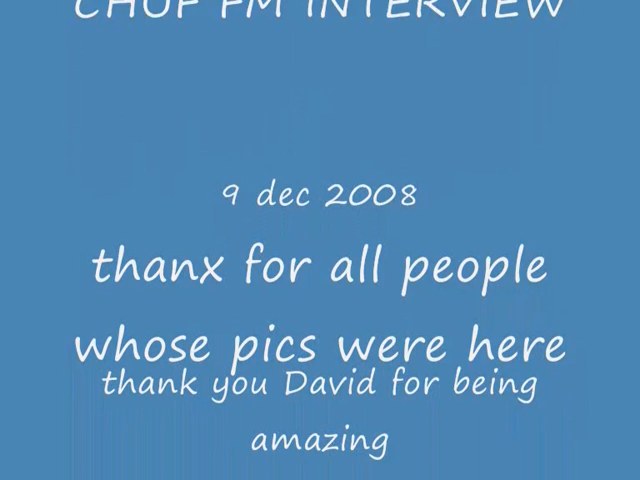 CHUF FM INTERVIEW
9 dec 2008
thanx for all people
whose pics were here
thank you David for being
amazing